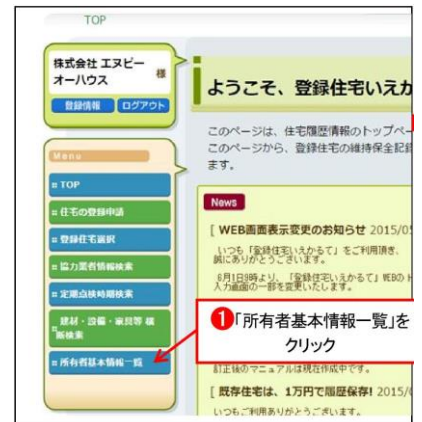 TOP
株式会社 エヌビー
オーハウス 様
登録情報 ログアウト
ようこそ、登録住宅いえか
このページは、住宅履歴情報のトップペー
このページから、登録住宅の維持保全記録
ます。
Menu
TOP
住宅の登録申請
登録住宅選択
協力業者情報検索
定期点検時期検索
建材・設備・家具等 横
断検索
所有者基本情報一覧
News
[ WEB画面表示変更のお知らせ 2015/05
いつも「登録住宅いえかるて」をご利用頂き、
誠にありがとうございます。
6月1日9時より、「登録住宅いえかるて」WEBの
入力画面の一部を変更いたします。
1「所有者基本情報一覧」を
クリック
訂正後のマニュアルは現在作成中です。
[ 既存住宅は、1万円で履歴保存! 2015/0
いつもご利用ありがとうございます。